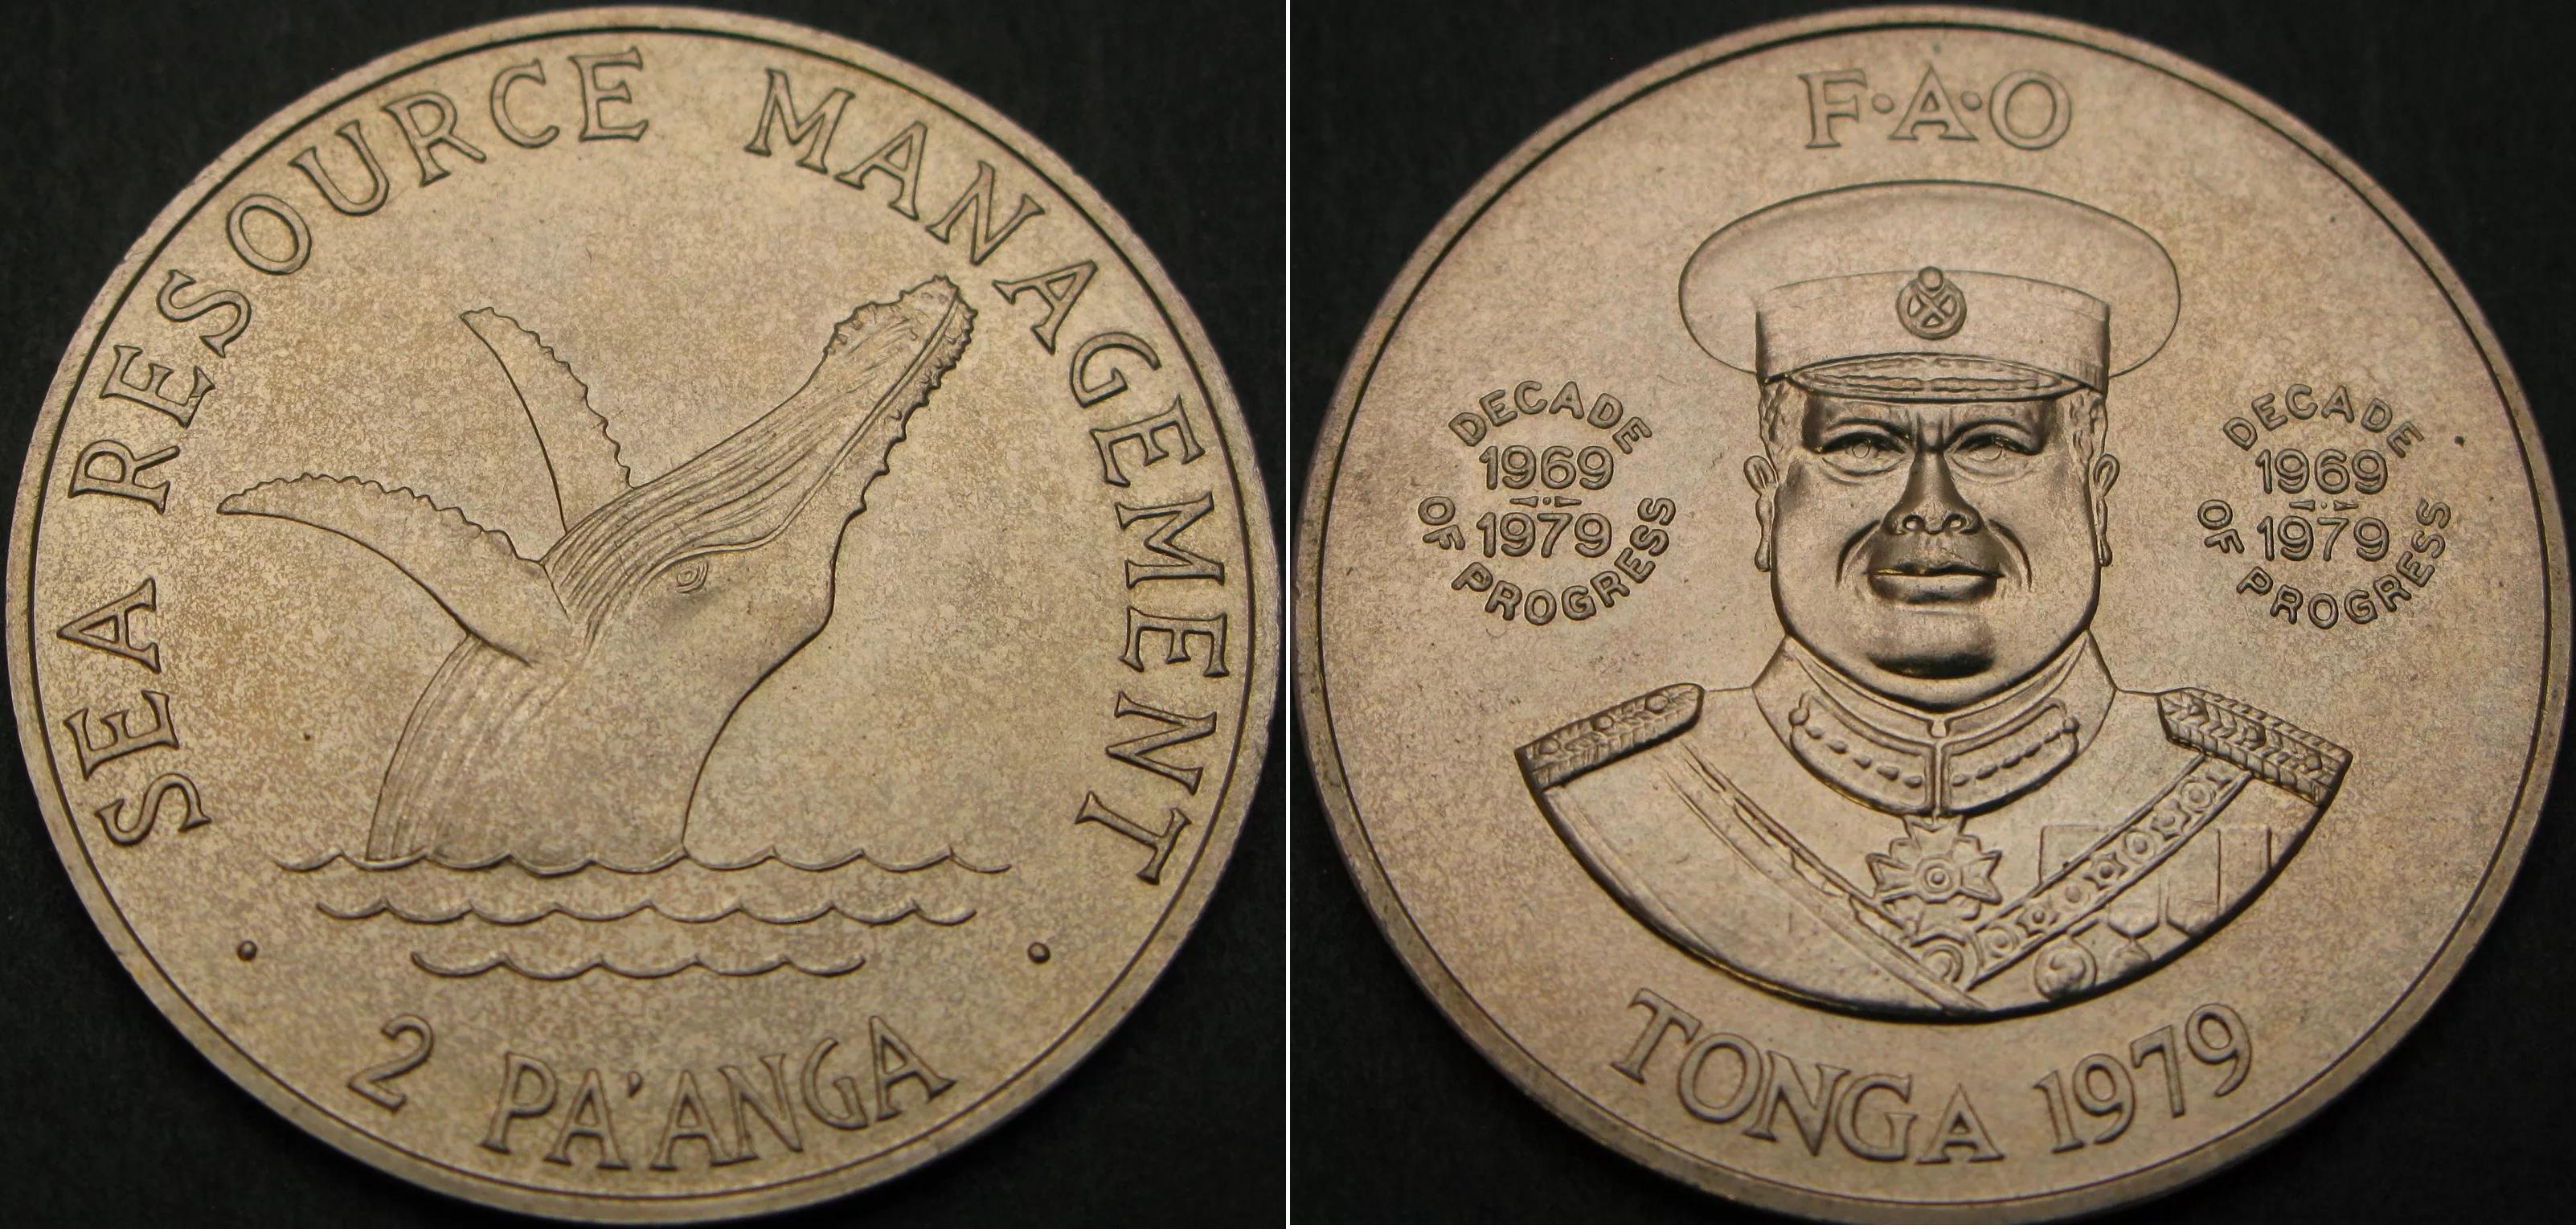 SEA RESOURCE MANAGEMENT
2 PA'ANGA
F·A·O
DECADE
1969
1979
OF PROGRESS
DECADE
1969
1979
OF PROGRESS
TONGA 1979